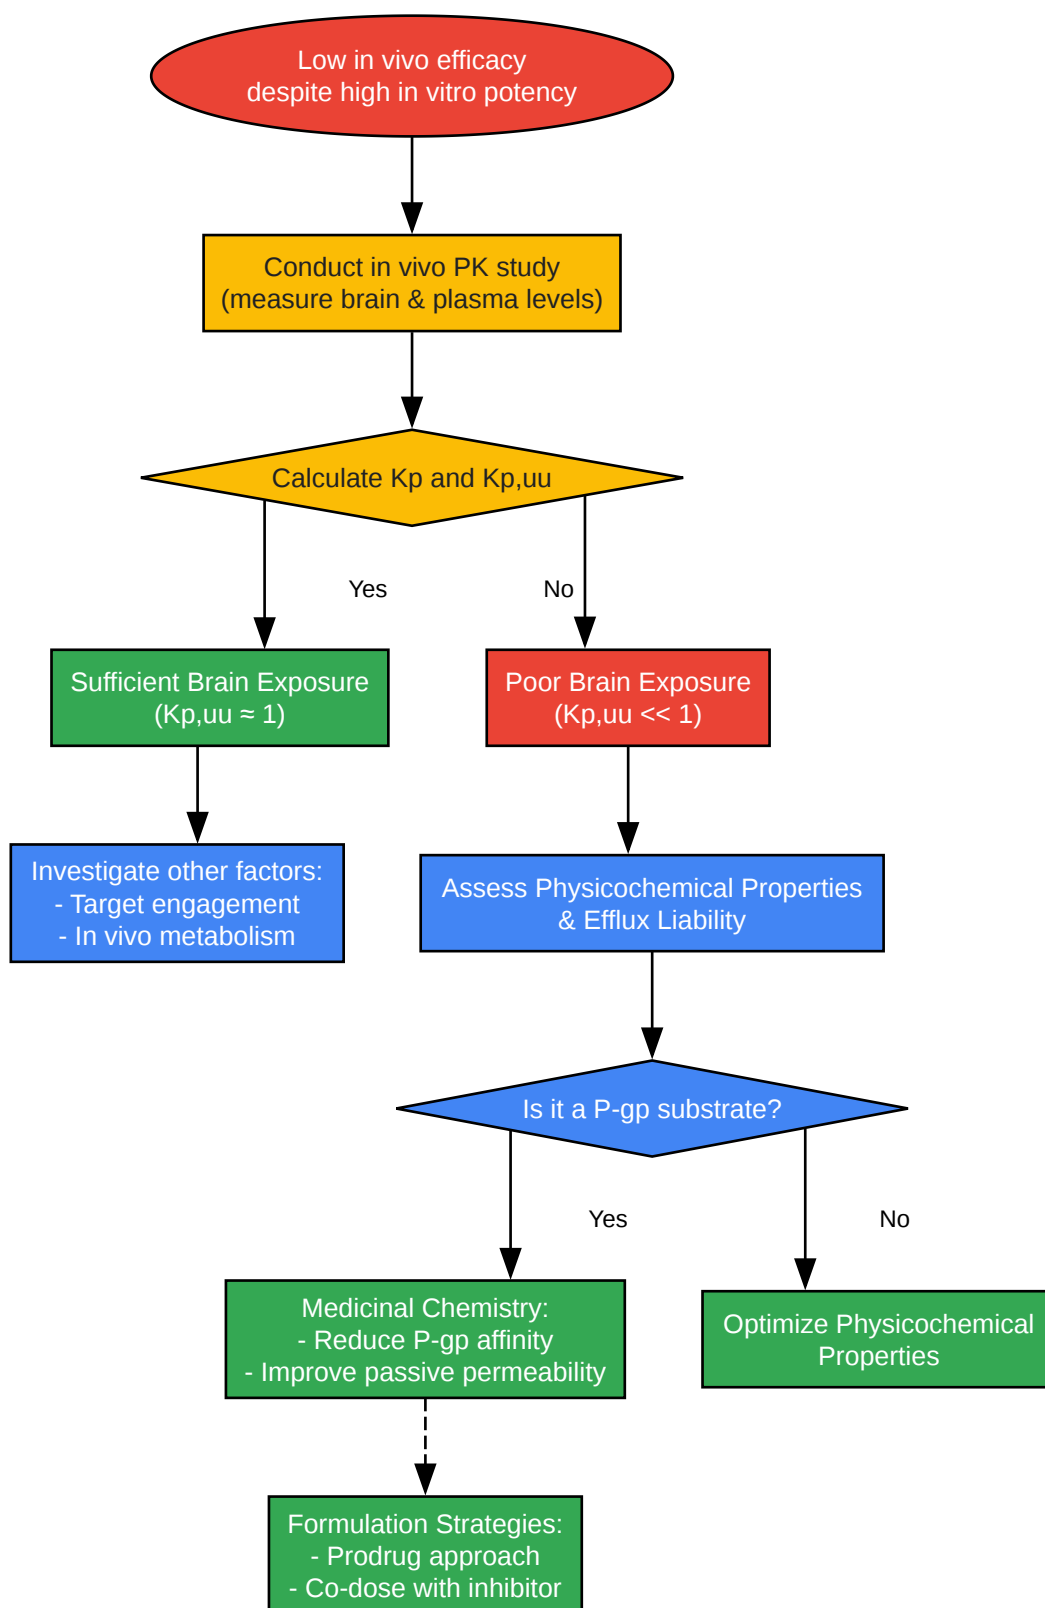 Low in vivo efficacy
despite high in vitro potency
Conduct in vivo PK study
(measure brain & plasma levels)
Calculate Kp and Kp,uu
Yes
No
Sufficient Brain Exposure
(Kp,uu ≈ 1)
Poor Brain Exposure
(Kp,uu << 1)
Investigate other factors:
- Target engagement
- In vivo metabolism
Assess Physicochemical Properties
& Efflux Liability
Is it a P-gp substrate?
Yes
No
Medicinal Chemistry:
- Reduce P-gp affinity
- Improve passive permeability
Optimize Physicochemical
Properties
Formulation Strategies:
- Prodrug approach
- Co-dose with inhibitor